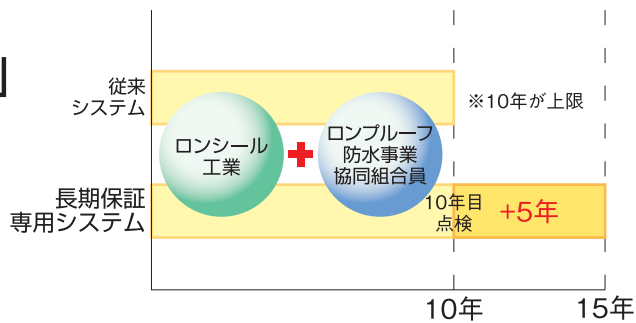 従来
システム
ロンシール
工業
ロンプルーフ
防水事業
協同組合員
※10年が上限
長期保証
専用システム
10年目
点検
+5年
10年
15年